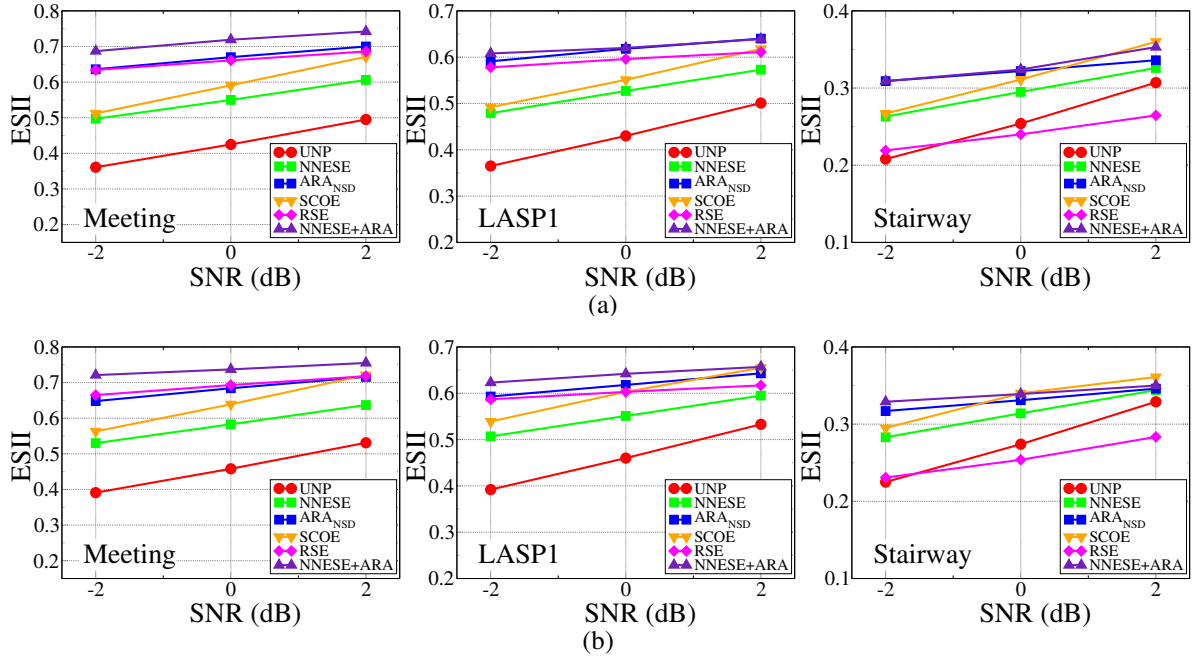 0.8
0.7
0.6
0.5
0.4
0.3
0.2
ESII
-2
0
2
SNR (dB)
Meeting
UNP
NNESE
ARA_NSD
SCOE
RSE
NNESE+ARA
0.7
0.6
0.5
0.4
0.3
0.2
ESII
-2
0
2
SNR (dB)
LASP1
UNP
NNESE
ARA_NSD
SCOE
RSE
NNESE+ARA
0.4
0.3
0.2
0.1
ESII
-2
0
2
SNR (dB)
Stairway
UNP
NNESE
ARA_NSD
SCOE
RSE
NNESE+ARA
(a)
0.8
0.7
0.6
0.5
0.4
0.3
0.2
ESII
-2
0
2
SNR (dB)
Meeting
UNP
NNESE
ARA_NSD
SCOE
RSE
NNESE+ARA
0.7
0.6
0.5
0.4
0.3
0.2
ESII
-2
0
2
SNR (dB)
LASP1
UNP
NNESE
ARA_NSD
SCOE
RSE
NNESE+ARA
0.4
0.3
0.2
0.1
ESII
-2
0
2
SNR (dB)
Stairway
UNP
NNESE
ARA_NSD
SCOE
RSE
NNESE+ARA
(b)